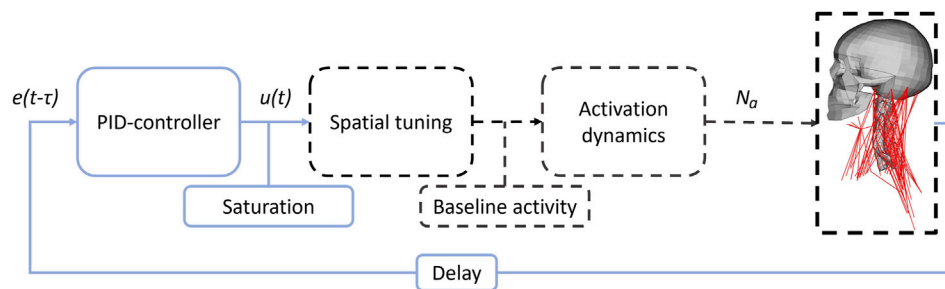 e(t-τ)
PID-controller
u(t)
Spatial tuning
Activation
dynamics
Nₐ
Saturation
Baseline activity
Delay